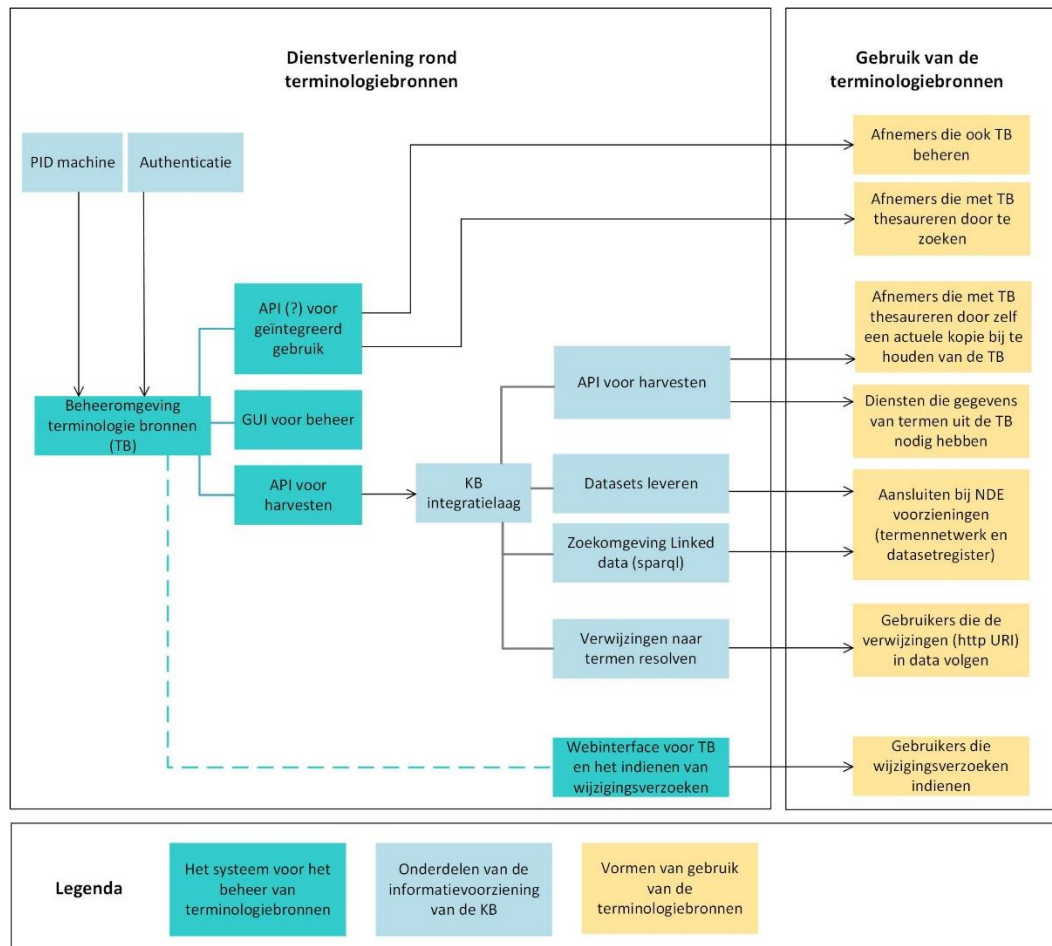 Dienstverlening rond
terminologiebronnen
Gebruik van de
terminologiebronnen
PID machine
Authenticatie
Afnemers die ook TB
beheren
Afnemers die met TB
thesaureren door te
zoeken
API (?) voor
geïntegreerd
gebruik
Afnemers die met TB
thesaureren door zelf
een actuele kopie bij te
houden van de TB
API voor harvesten
Beheeromgeving
terminologie bronnen
(TB)
GUI voor beheer
Diensten die gegevens
van termen uit de TB
nodig hebben
API voor
harvesten
KB
integratielaag
Datasets leveren
Aansluiten bij NDE
voorzieningen
(termennetwerk en
datasetregister)
Zoekomgeving Linked
data (sparql)
Verwijzingen naar
termen resolven
Gebruikers die de
verwijzingen (http URI)
in data volgen
Webinterface voor TB
en het indienen van
wijzigingsverzoeken
Gebruikers die
wijzigingsverzoeken
indienen
Legenda
Het systeem voor het
beheer van
terminologiebronnen
Onderdelen van de
informatievoorziening
van de KB
Vormen van gebruik
van de
terminologiebronnen